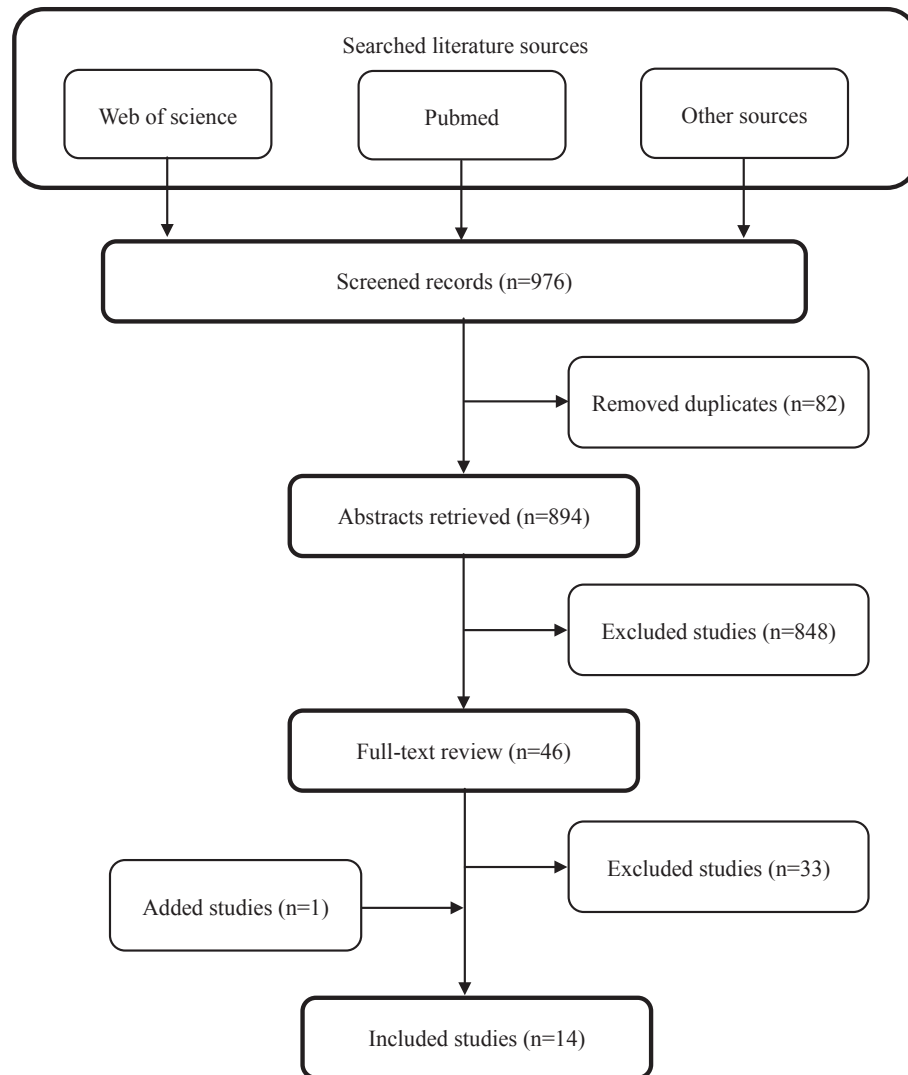 Searched literature sources
Web of science
Pubmed
Other sources
Screened records (n=976)
Removed duplicates (n=82)
Abstracts retrieved (n=894)
Excluded studies (n=848)
Full-text review (n=46)
Excluded studies (n=33)
Added studies (n=1)
Included studies (n=14)